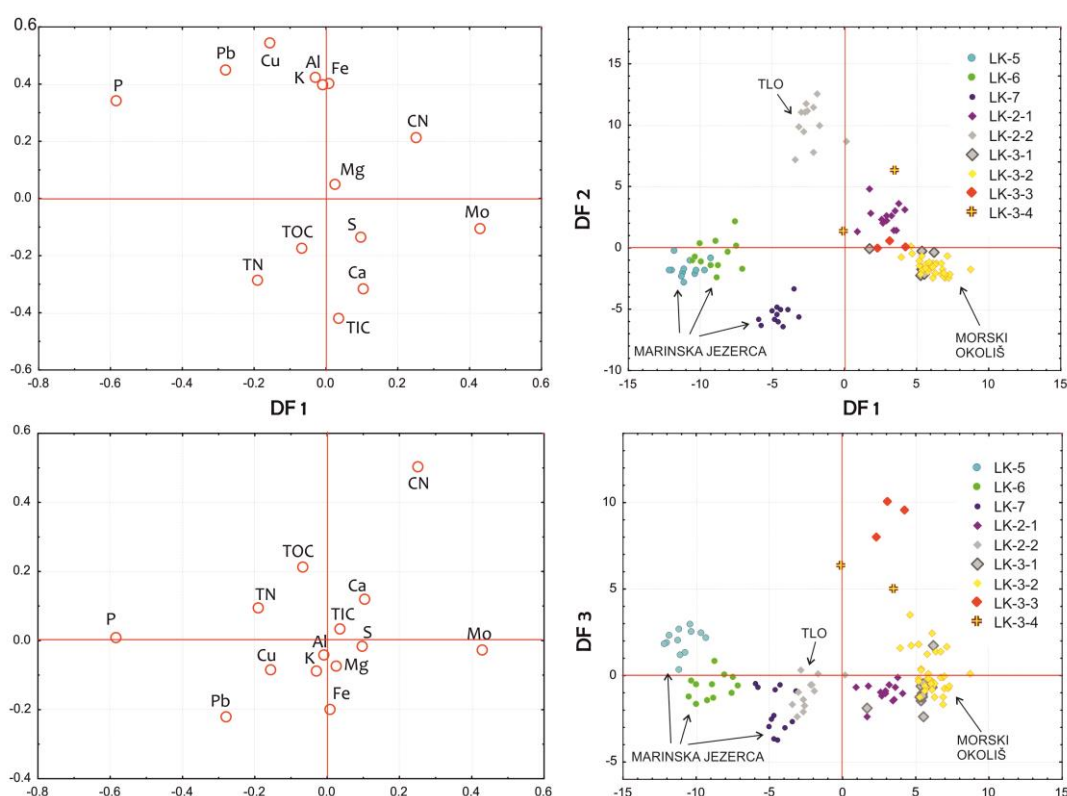 0.6
0.4
0.2
0.0
-0.2
-0.4
-0.6
P
Pb
Cu
K
Al
Fe
CN
Mg
Mo
TOC
S
TN
Ca
TIC
-0.8 -0.6 -0.4 -0.2 0.0 0.2 0.4 0.6
DF 1
DF 2
15
10
5
0
-5
-10
TLO
LK-5
LK-6
LK-7
LK-2-1
LK-2-2
LK-3-1
LK-3-2
LK-3-3
LK-3-4
MARINSKA JEZERCA
MORSKI
OKOLIŠ
-15 -10 -5 0 5 10 15
DF 1
0.6
0.4
0.2
0.0
-0.2
-0.4
CN
TOC
TN
Ca
TIC
P
Al
S
Mo
Cu
K
Mg
Pb
Fe
-0.8 -0.6 -0.4 -0.2 0.0 0.2 0.4 0.6
DF 3
10
5
0
-5
LK-5
LK-6
LK-7
LK-2-1
LK-2-2
LK-3-1
LK-3-2
LK-3-3
LK-3-4
TLO
MARINSKA JEZERCA
MORSKI
OKOLIŠ
-15 -10 -5 0 5 10 15